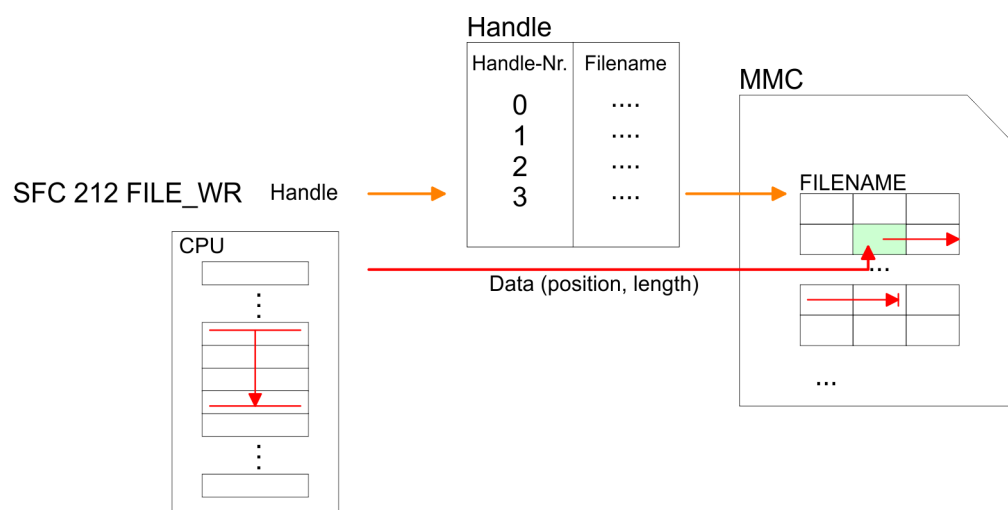 Handle
Handle-Nr. Filename
0 ....
1 ....
2 ....
3 ....
MMC
FILENAME
...
...
SFC 212 FILE_WR Handle
CPU
Data (position, length)